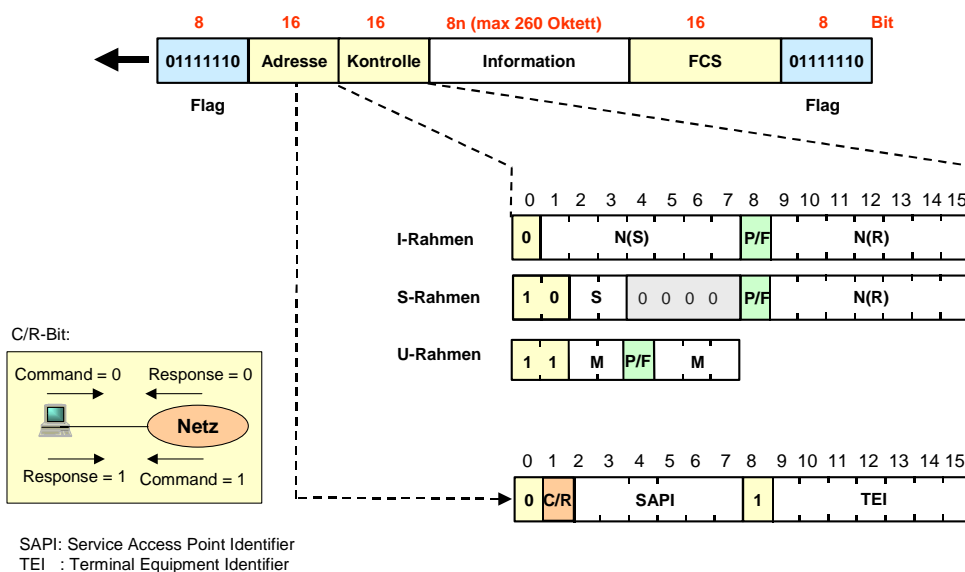 8 16 16 8n (max 260 Oktett) 16 8 Bit
01111110 Adresse Kontrolle Information FCS 01111110
Flag Flag
0 1 2 3 4 5 6 7 8 9 10 11 12 13 14 15
I-Rahmen 0 N(S) P/F N(R)
S-Rahmen 1 0 S 0 0 0 0 P/F N(R)
U-Rahmen 1 1 M P/F M
C/R-Bit:
Command = 0 Response = 0
Netz
Response = 1 Command = 1
0 1 2 3 4 5 6 7 8 9 10 11 12 13 14 15
0 C/R SAPI 1 TEI
SAPI: Service Access Point Identifier
TEI : Terminal Equipment Identifier